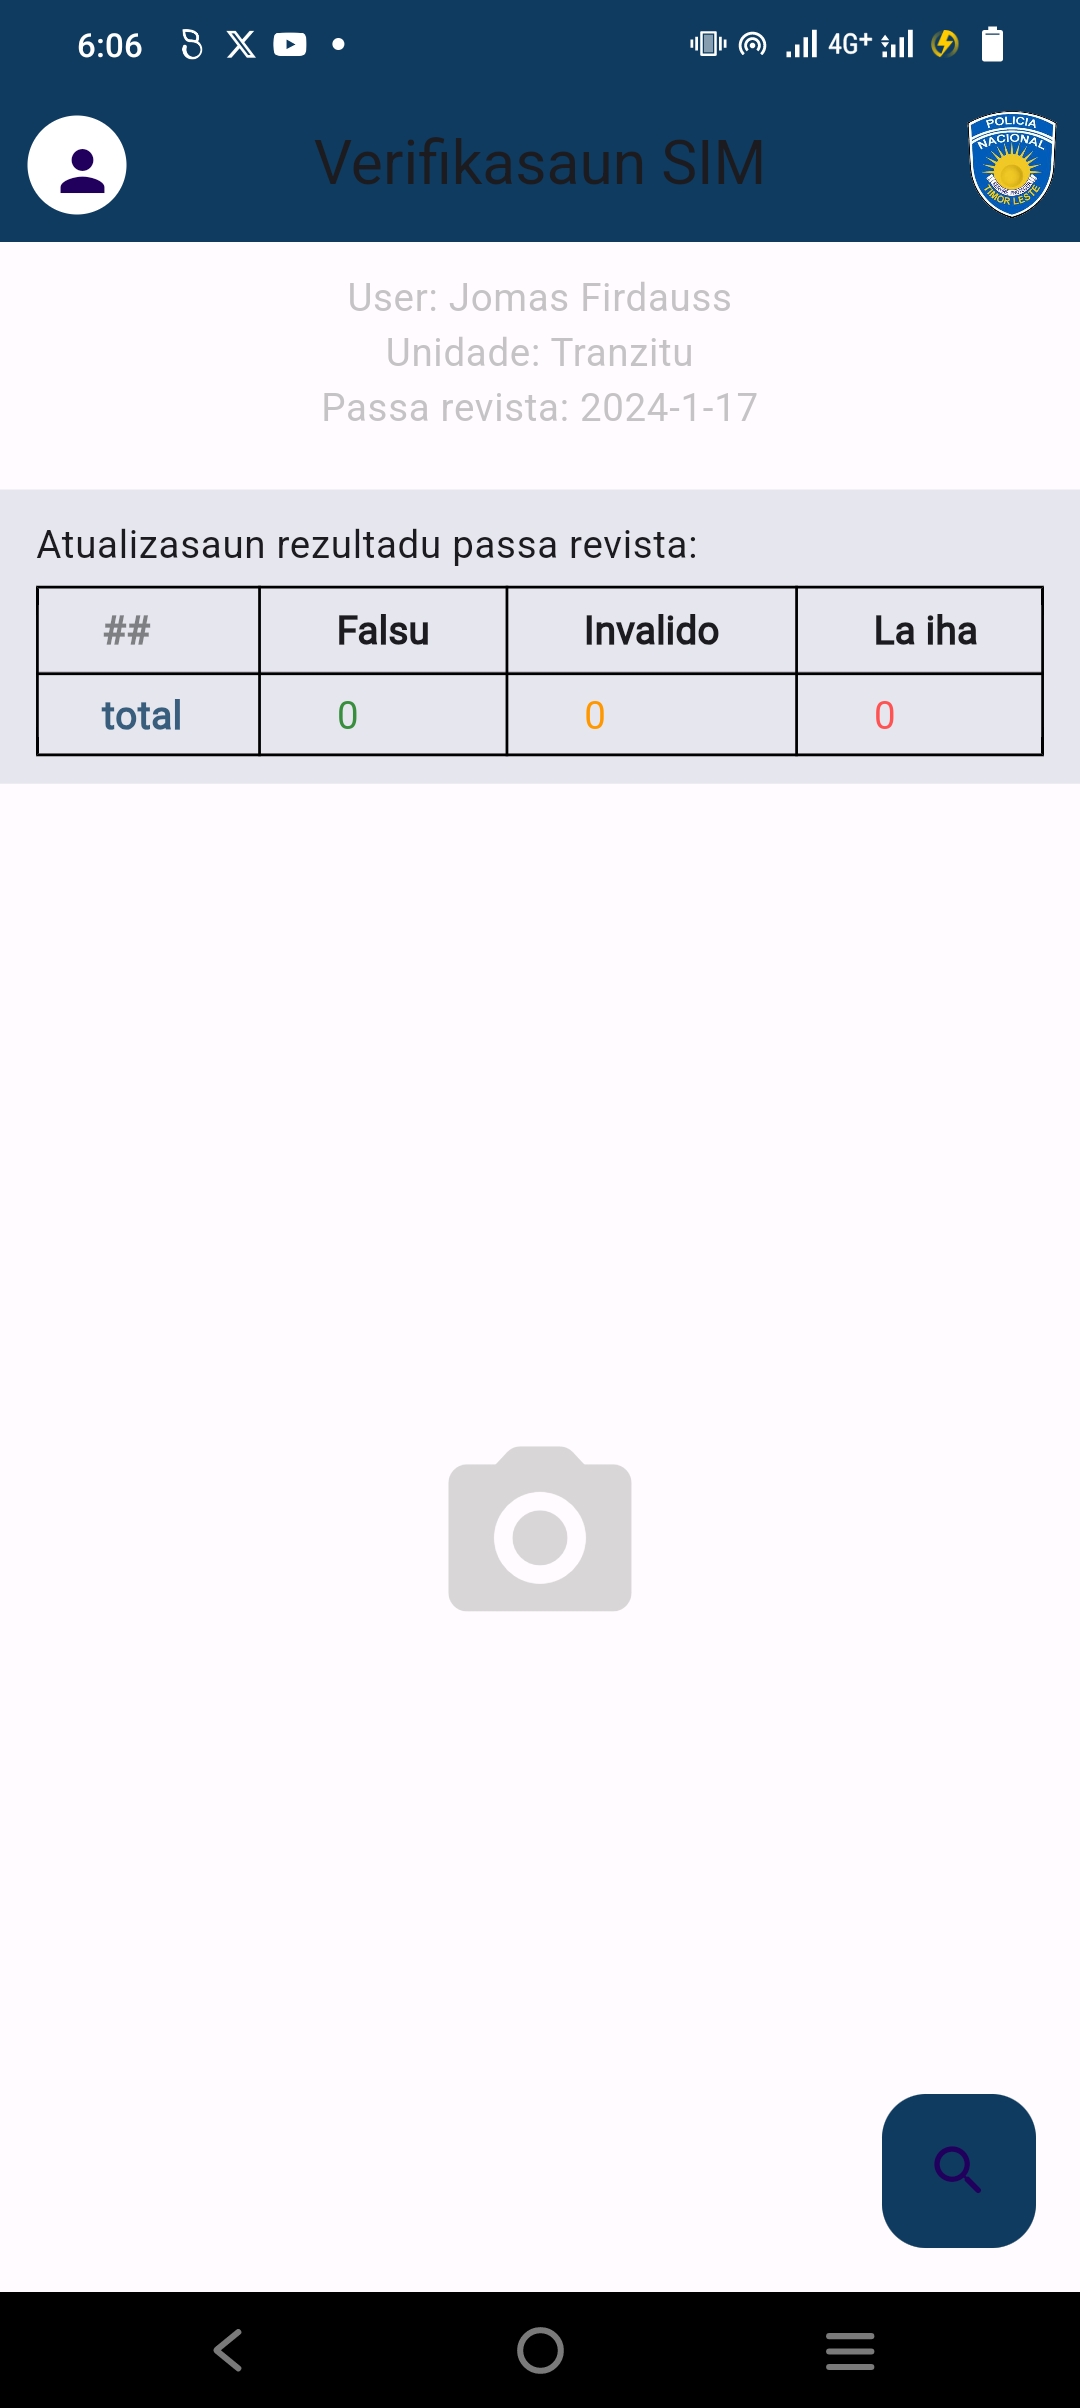 6:06 4G+
Verifikasaun SIM
POLICIA
NACIONAL
TIMOR LESTE
User: Jomas Firdauss
Unidade: Tranzitu
Passa revista: 2024-1-17
Atualizasaun rezultadu passa revista:
## Falsu Invalido La iha
total 0 0 0